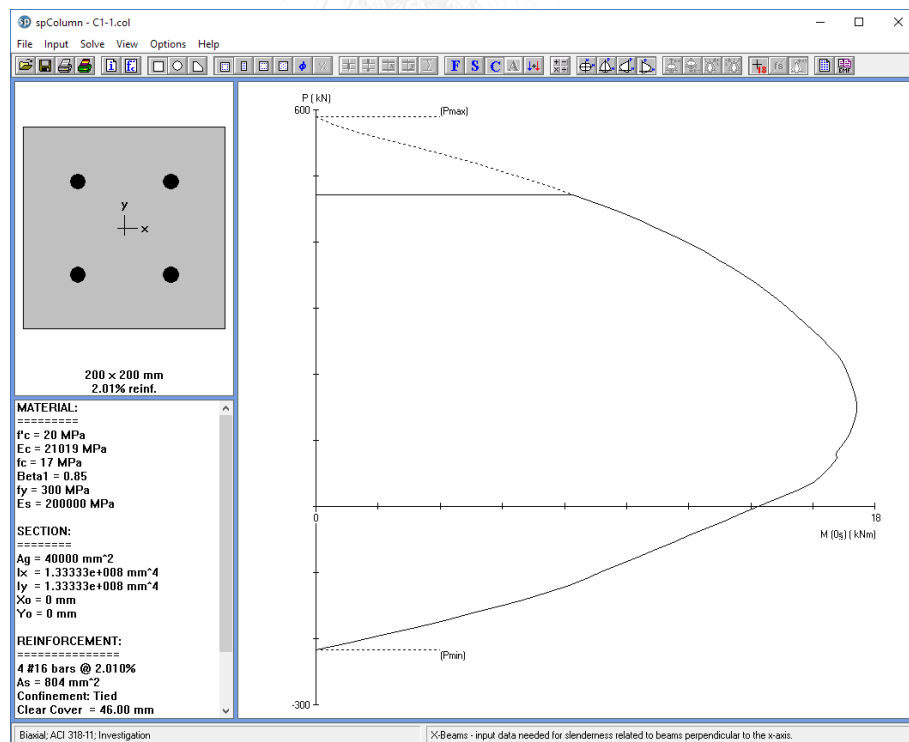 spColumn - C1-1.col
File Input Solve View Options Help
F S C A
P ( kN)
600
(Pmax)
y
x
200 x 200 mm
2.01% reinf.
MATERIAL:
=========
f'c = 20 MPa
Ec = 21019 MPa
fc = 17 MPa
Beta1 = 0.85
fy = 300 MPa
Es = 200000 MPa
SECTION:
========
Ag = 40000 mm^2
Ix = 1.33333e+008 mm^4
Iy = 1.33333e+008 mm^4
Xo = 0 mm
Yo = 0 mm
REINFORCEMENT:
===============
4 #16 bars @ 2.010%
As = 804 mm^2
Confinement: Tied
Clear Cover = 46.00 mm
0
18
M (0§) ( kNm)
(Pmin)
-300
Biaxial; ACI 318-11; Investigation
X-Beams - input data needed for slenderness related to beams perpendicular to the x-axis.